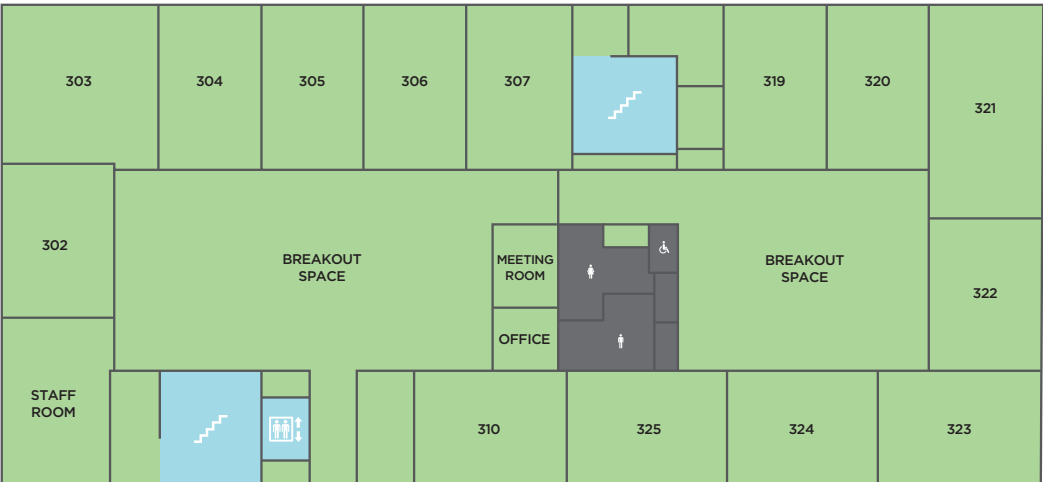 303
304
305
306
307
319
320
321
302
BREAKOUT
SPACE
MEETING
ROOM
BREAKOUT
SPACE
322
OFFICE
STAFF
ROOM
310
325
324
323